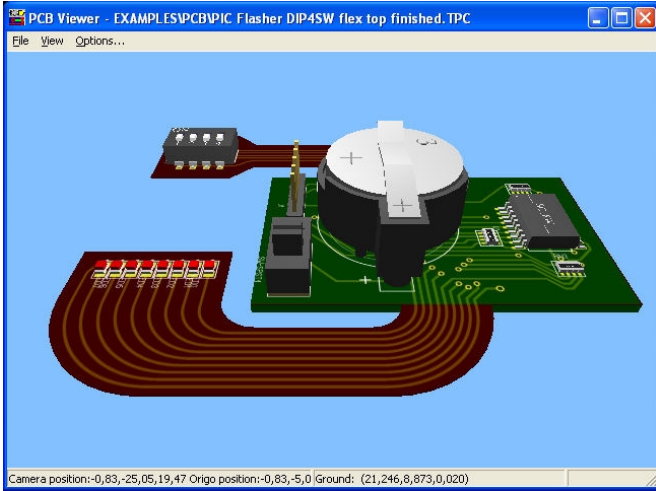 PCB Viewer - EXAMPLES\PCB\PIC Flasher DIP4SW flex top finished.TPC
File View Options...
+
+
+
Camera position:-0,83,-25,05,19,47 Origo position:-0,83,-5,0 Ground: (21,246,8,873,0,020)